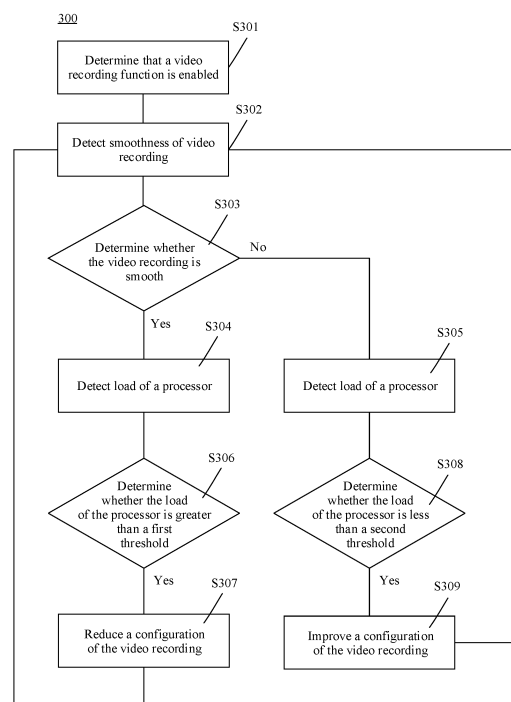 300
S301
Determine that a video
recording function is enabled
S302
Detect smoothness of video
recording
S303
Determine whether
the video recording is
smooth
No
Yes
S304
Detect load of a processor
S305
Detect load of a processor
S306
Determine
whether the load
of the processor is greater
than a first
threshold
S308
Determine
whether the load
of the processor is less
than a second
threshold
Yes
S307
Reduce a configuration
of the video recording
Yes
S309
Improve a configuration
of the video recording